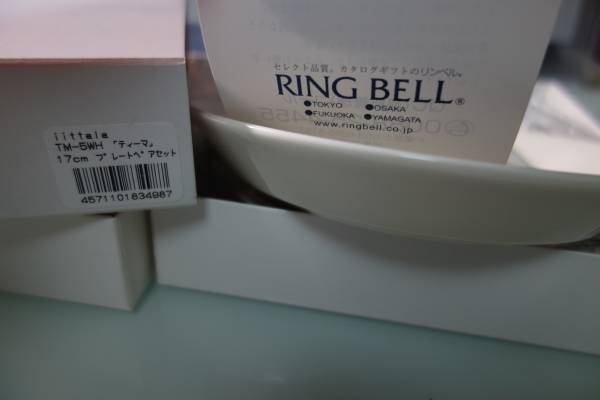 iittala
TM-5WH 「ティーマ」
17cm プレートペアセット
4571101834987
セレクト品質。カタログギフトのリンベル。
RING BELL®
●TOKYO ●OSAKA
●FUKUOKA ●YAMAGATA
www.ringbell.co.jp